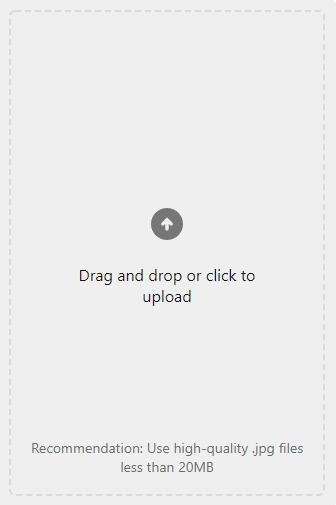 Drag and drop or click to
upload
Recommendation: Use high-quality .jpg files
less than 20MB